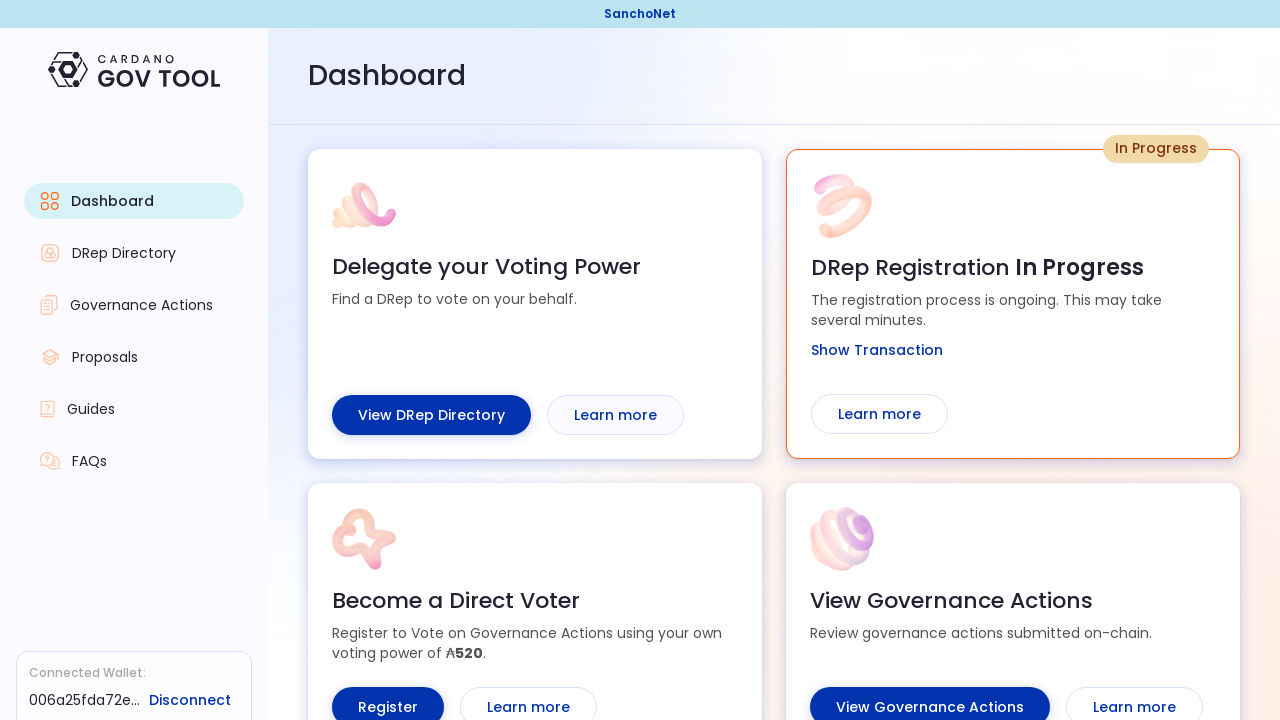 SanchoNet
CARDANO
GOV TOOL
Dashboard
DRep Directory
Governance Actions
Proposals
Guides
FAQs
Connected Wallet:
006a25fda72e... Disconnect
Dashboard
Delegate your Voting Power
Find a DRep to vote on your behalf.
View DRep Directory Learn more
In Progress
DRep Registration In Progress
The registration process is ongoing. This may take
several minutes.
Show Transaction
Learn more
Become a Direct Voter
Register to Vote on Governance Actions using your own
voting power of ₳520.
Register Learn more
View Governance Actions
Review governance actions submitted on-chain.
View Governance Actions Learn more